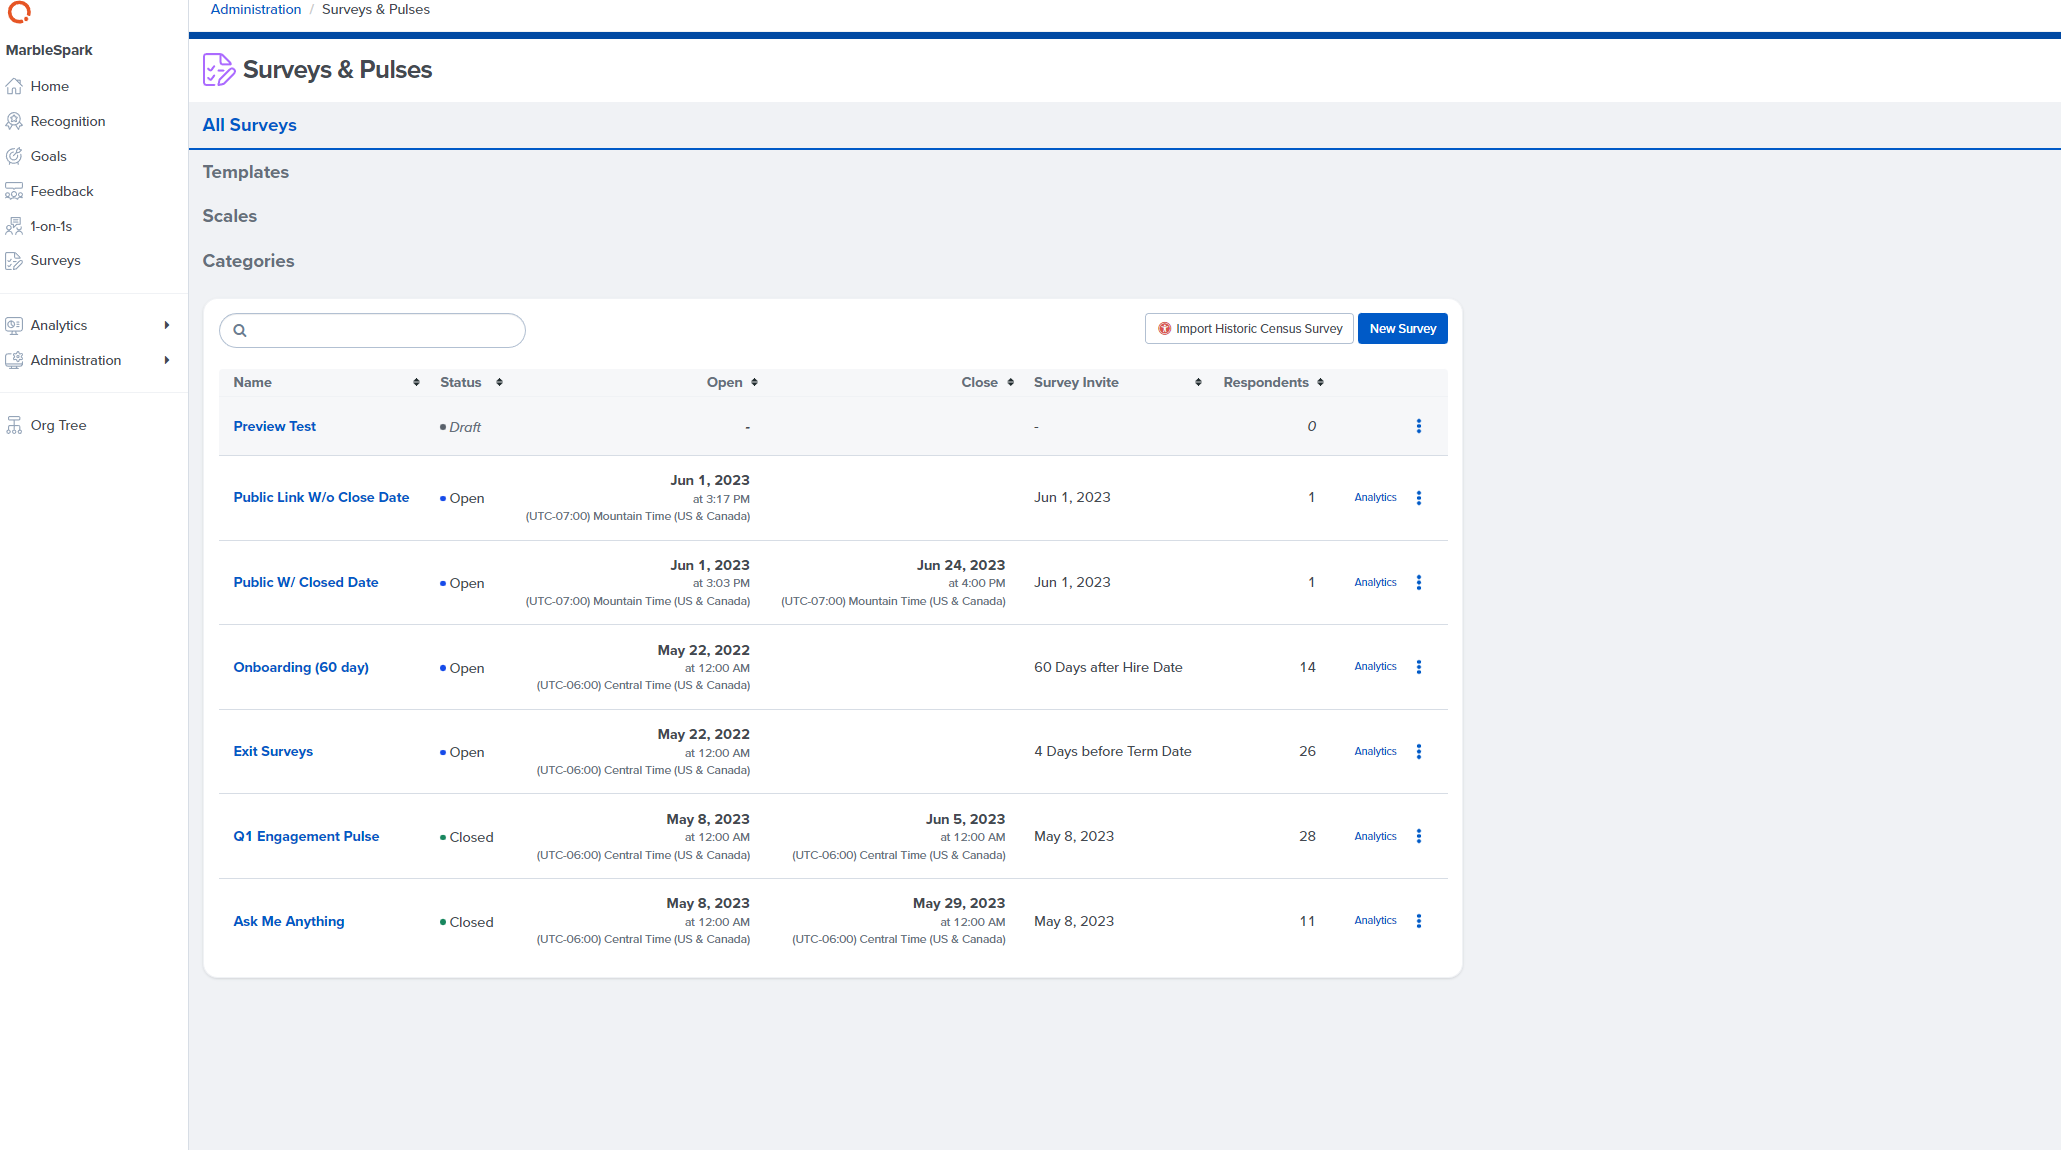 Administration / Surveys & Pulses
MarbleSpark
Home
Recognition
Goals
Feedback
1-on-1s
Surveys
Analytics
Administration
Org Tree
Surveys & Pulses
All Surveys
Templates
Scales
Categories
Import Historic Census Survey
New Survey
Name Status Open Close Survey Invite Respondents
Preview Test Draft - - 0
Jun 1, 2023
Public Link W/o Close Date Open at 3:17 PM Jun 1, 2023 1 Analytics
(UTC-07:00) Mountain Time (US & Canada)
Jun 1, 2023 Jun 24, 2023
Public W/ Closed Date Open at 3:03 PM at 4:00 PM Jun 1, 2023 1 Analytics
(UTC-07:00) Mountain Time (US & Canada) (UTC-07:00) Mountain Time (US & Canada)
May 22, 2022
Onboarding (60 day) Open at 12:00 AM 60 Days after Hire Date 14 Analytics
(UTC-06:00) Central Time (US & Canada)
May 22, 2022
Exit Surveys Open at 12:00 AM 4 Days before Term Date 26 Analytics
(UTC-06:00) Central Time (US & Canada)
May 8, 2023 Jun 5, 2023
Q1 Engagement Pulse Closed at 12:00 AM at 12:00 AM May 8, 2023 28 Analytics
(UTC-06:00) Central Time (US & Canada) (UTC-06:00) Central Time (US & Canada)
May 8, 2023 May 29, 2023
Ask Me Anything Closed at 12:00 AM at 12:00 AM May 8, 2023 11 Analytics
(UTC-06:00) Central Time (US & Canada) (UTC-06:00) Central Time (US & Canada)